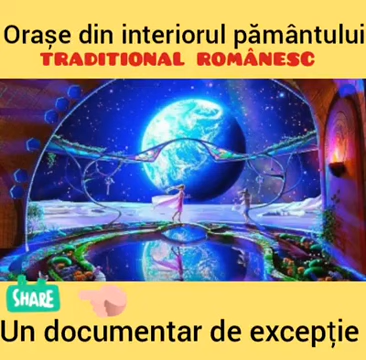 Orașe din interiorul pământului
TRADITIONAL ROMÂNESC
SHARE
Un documentar de excepție